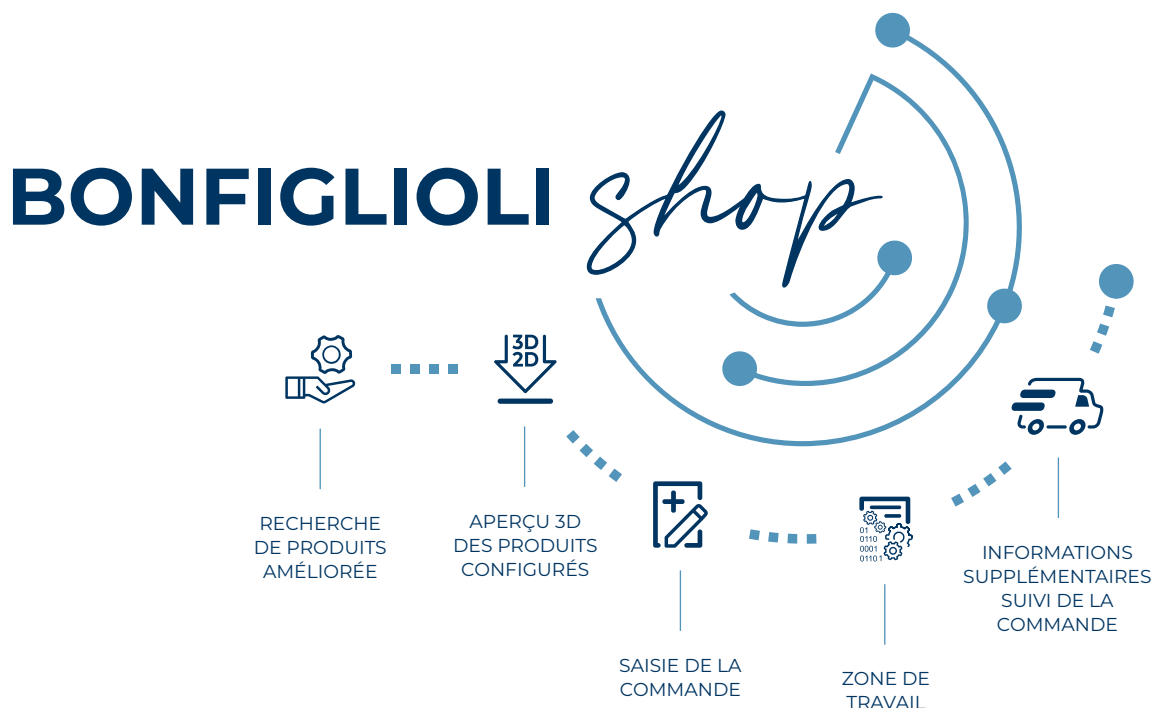 BONFIGLIOLI shop
3D
2D
RECHERCHE
DE PRODUITS
AMÉLIORÉE
APERÇU 3D
DES PRODUITS
CONFIGURÉS
SAISIE DE LA
COMMANDE
01
0110
0001
01101
ZONE DE
TRAVAIL
INFORMATIONS
SUPPLÉMENTAIRES
SUIVI DE LA
COMMANDE